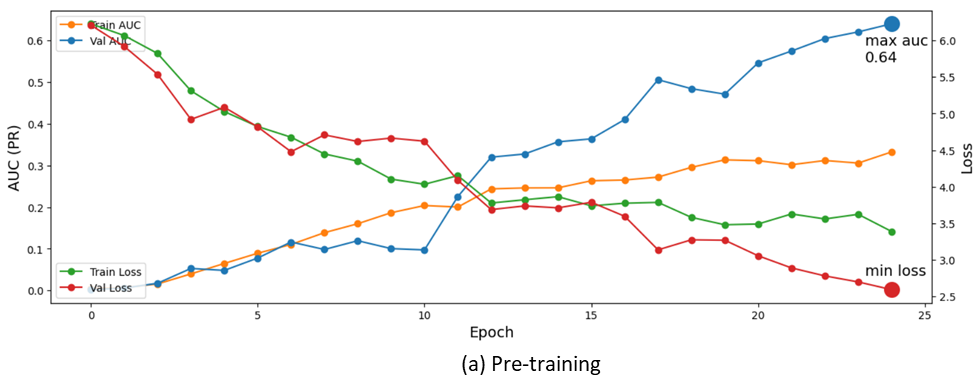 Train AUC
Val AUC
max auc
0.64
min loss
Train Loss
Val Loss
0.6
0.5
0.4
0.3
0.2
0.1
0.0
AUC (PR)
6.0
5.5
5.0
4.5
4.0
3.5
3.0
2.5
Loss
0 5 10 15 20 25
Epoch
(a) Pre-training